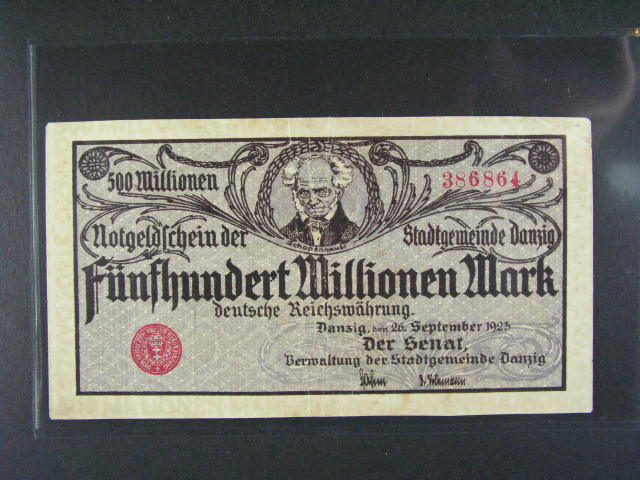 500 Millionen
386864
Notgeldschein der Stadtgemeinde Danzig
Schopenhauer
Fünfhundert Millionen Mark
deutsche Reichswährung.
Danzig, den 26. September 1923
Der Senat,
Verwaltung der Stadtgemeinde Danzig